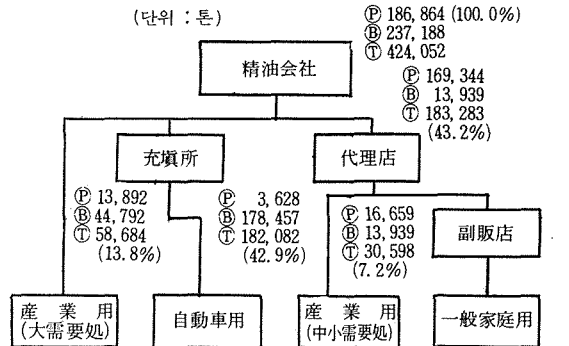 (단위 : 톤)
Ⓟ 186, 864 (100.0%)
Ⓑ 237, 188
Ⓣ 424, 052
精油会社
Ⓟ 169, 344
Ⓑ 13, 939
Ⓣ 183, 283
(43.2%)
充塡所
代理店
Ⓟ 13, 892
Ⓑ 44, 792
Ⓣ 58, 684
(13.8%)
Ⓟ 3, 628
Ⓑ 178, 457
Ⓣ 182, 082
(42.9%)
Ⓟ 16, 659
Ⓑ 13, 939
Ⓣ 30, 598
(7.2%)
副販店
産業用
(大需要処)
自動車用
産業用
(中小需要処)
一般家庭用